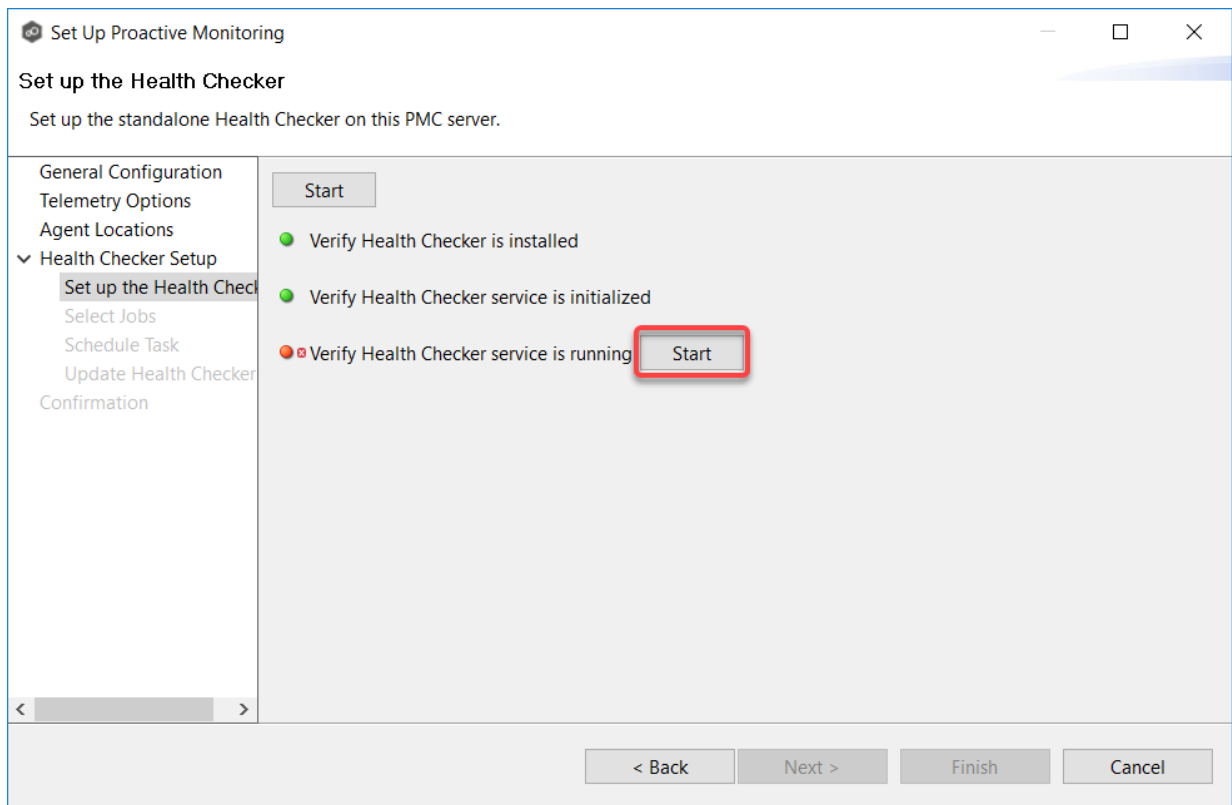 Set Up Proactive Monitoring
Set up the Health Checker
Set up the standalone Health Checker on this PMC server.
General Configuration
Telemetry Options
Agent Locations
Health Checker Setup
Set up the Health Check
Select Jobs
Schedule Task
Update Health Checker
Confirmation
Start
Verify Health Checker is installed
Verify Health Checker service is initialized
Verify Health Checker service is running Start
< Back Next > Finish Cancel